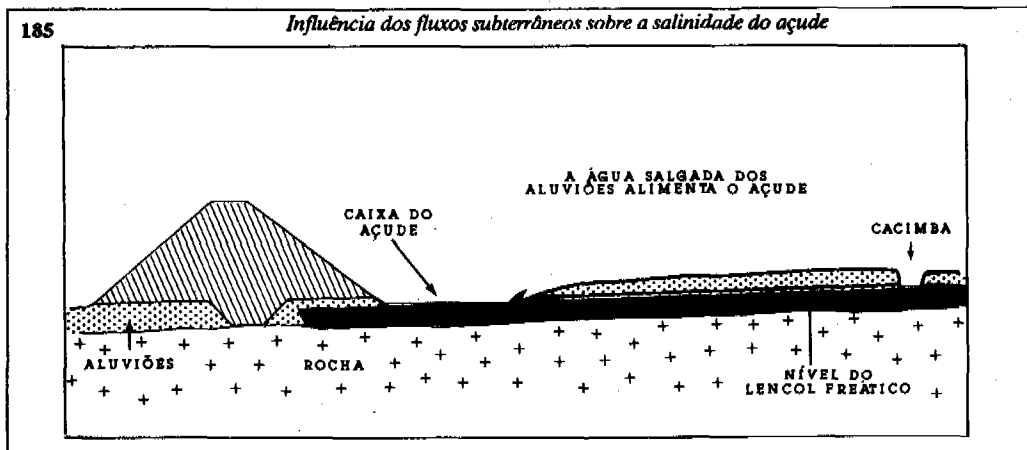 185
Influência dos fluxos subterrâneos sobre a salinidade do açude
A ÁGUA SALGADA DOS
ALUVIÕES ALIMENTA O AÇUDE
CAIXA DO
AÇUDE
CACIMBA
ALUVIÕES
ROCHA
NÍVEL DO
LENCOL FREÁTICO